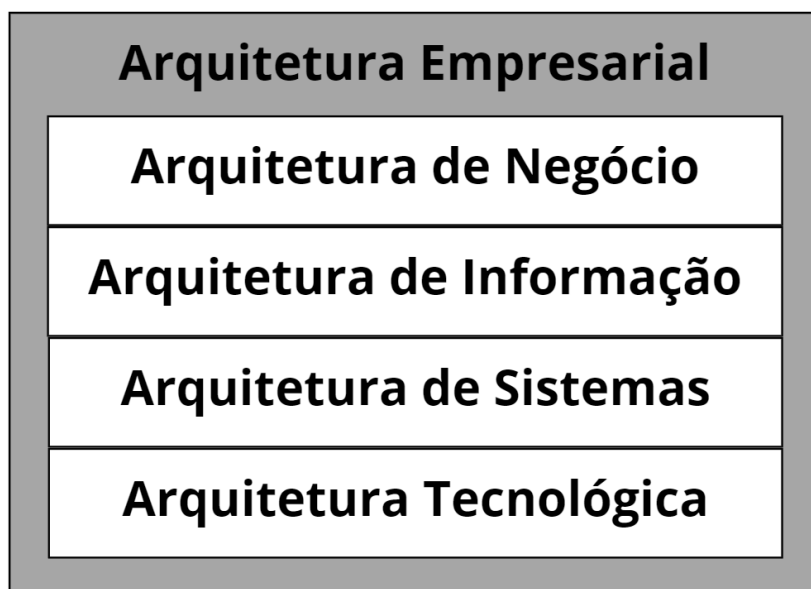 Arquitetura Empresarial
Arquitetura de Negócio
Arquitetura de Informação
Arquitetura de Sistemas
Arquitetura Tecnológica